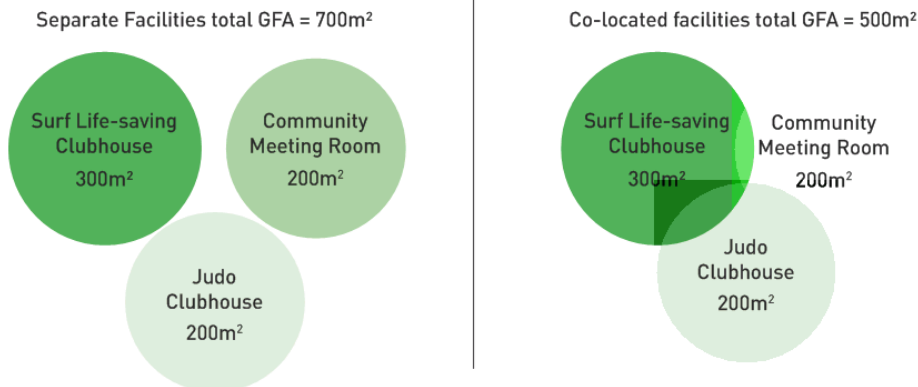 Separate Facilities total GFA = 700m²
Surf Life-saving
Clubhouse
300m²
Community
Meeting Room
200m²
Judo
Clubhouse
200m²
Co-located facilities total GFA = 500m²
Surf Life-saving
Clubhouse
300m²
Community
Meeting Room
200m²
Judo
Clubhouse
200m²